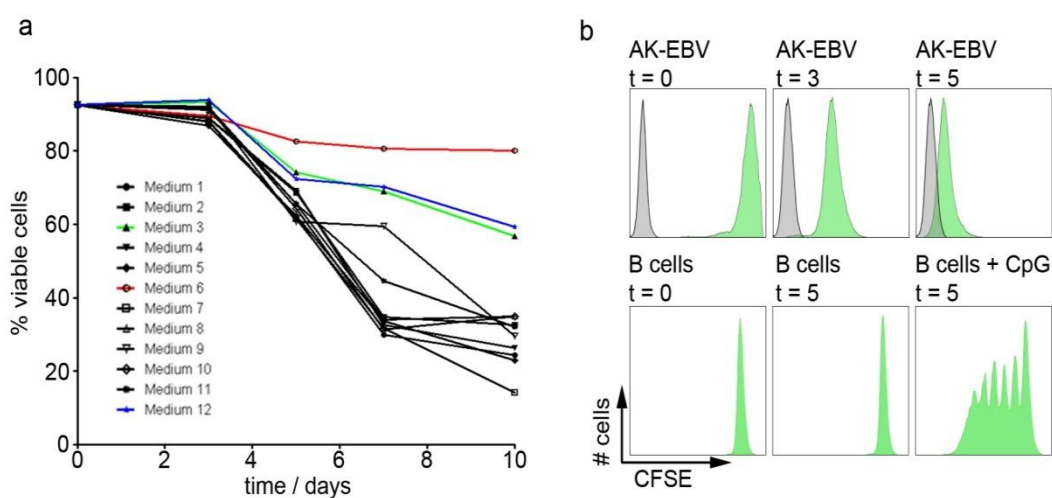 a
100
80
60
40
20
0
% viable cells
Medium 1
Medium 2
Medium 3
Medium 4
Medium 5
Medium 6
Medium 7
Medium 8
Medium 9
Medium 10
Medium 11
Medium 12
0 2 4 6 8 10
time / days
b
AK-EBV AK-EBV AK-EBV
t = 0 t = 3 t = 5
B cells B cells B cells + CpG
t = 0 t = 5 t = 5
# cells
CFSE